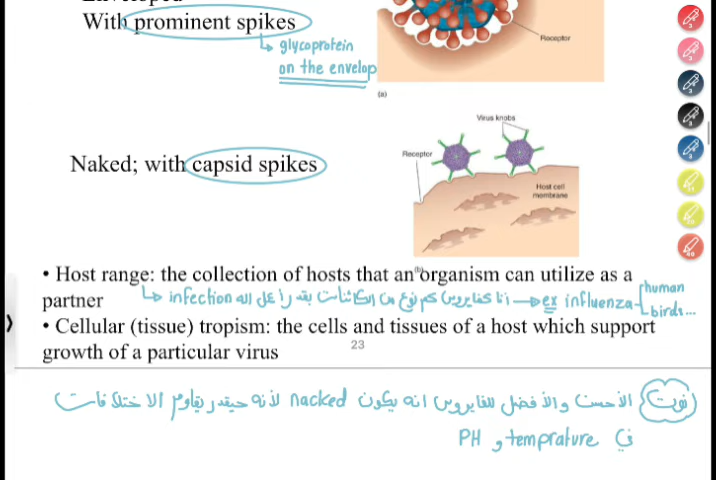 Enveloped
With prominent spikes
↳ glycoprotein
on the envelop
Receptor
(a)
Virus knobs
Receptor
Naked; with capsid spikes
Host cell
membrane
• Host range: the collection of hosts that an organism can utilize as a
partner
↳ infection انا كفايروس كم نوع من الكائنات بقدر أعمل اله → ex influenza human
birds...
• Cellular (tissue) tropism: the cells and tissues of a host which support
growth of a particular virus
23
نوت الأحسن والأفضل للفايروس انه يكون nacked لأنه حيقدر يقاوم الاختلافات
في temprature و PH